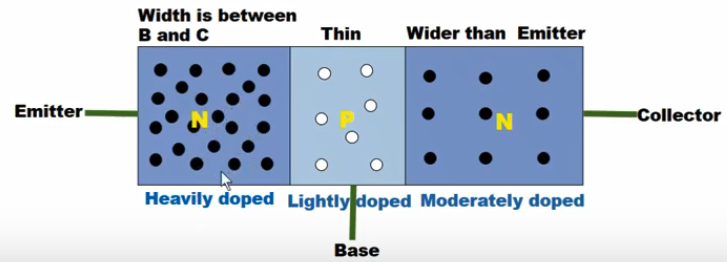 Width is between
B and C
Thin
Wider than Emitter
Emitter
N
P
N
Collector
Heavily doped
Lightly doped
Moderately doped
Base